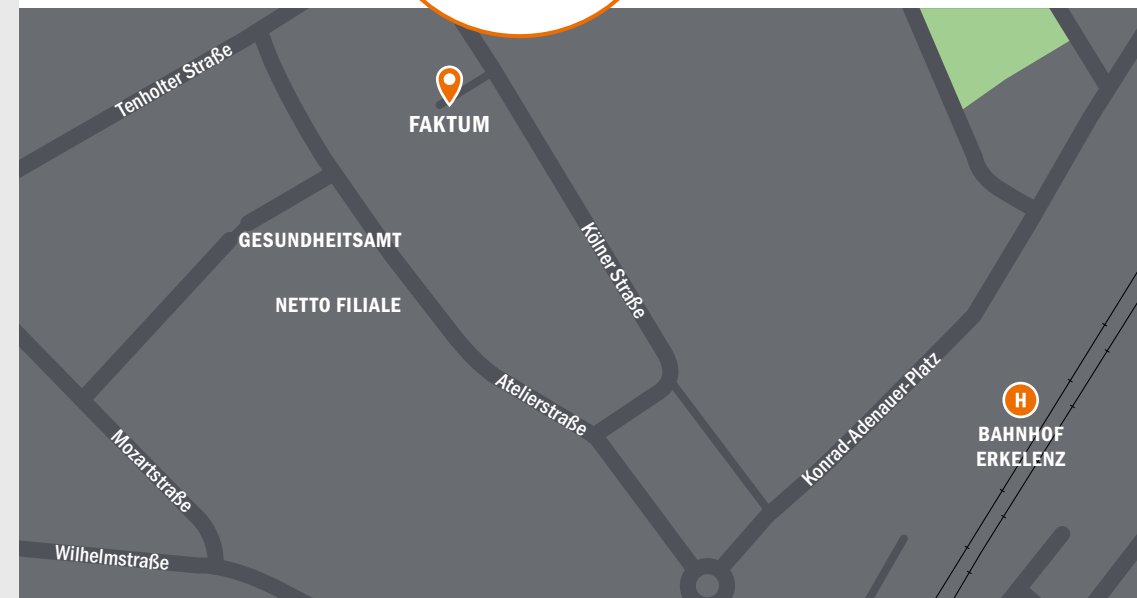 Tenholter Straße
FAKTUM
GESUNDHEITSAMT
Kölner Straße
NETTO FILIALE
Atelierstraße
Konrad-Adenauer-Platz
H
BAHNHOF
ERKELENZ
Mozartstraße
Wilhelmstraße